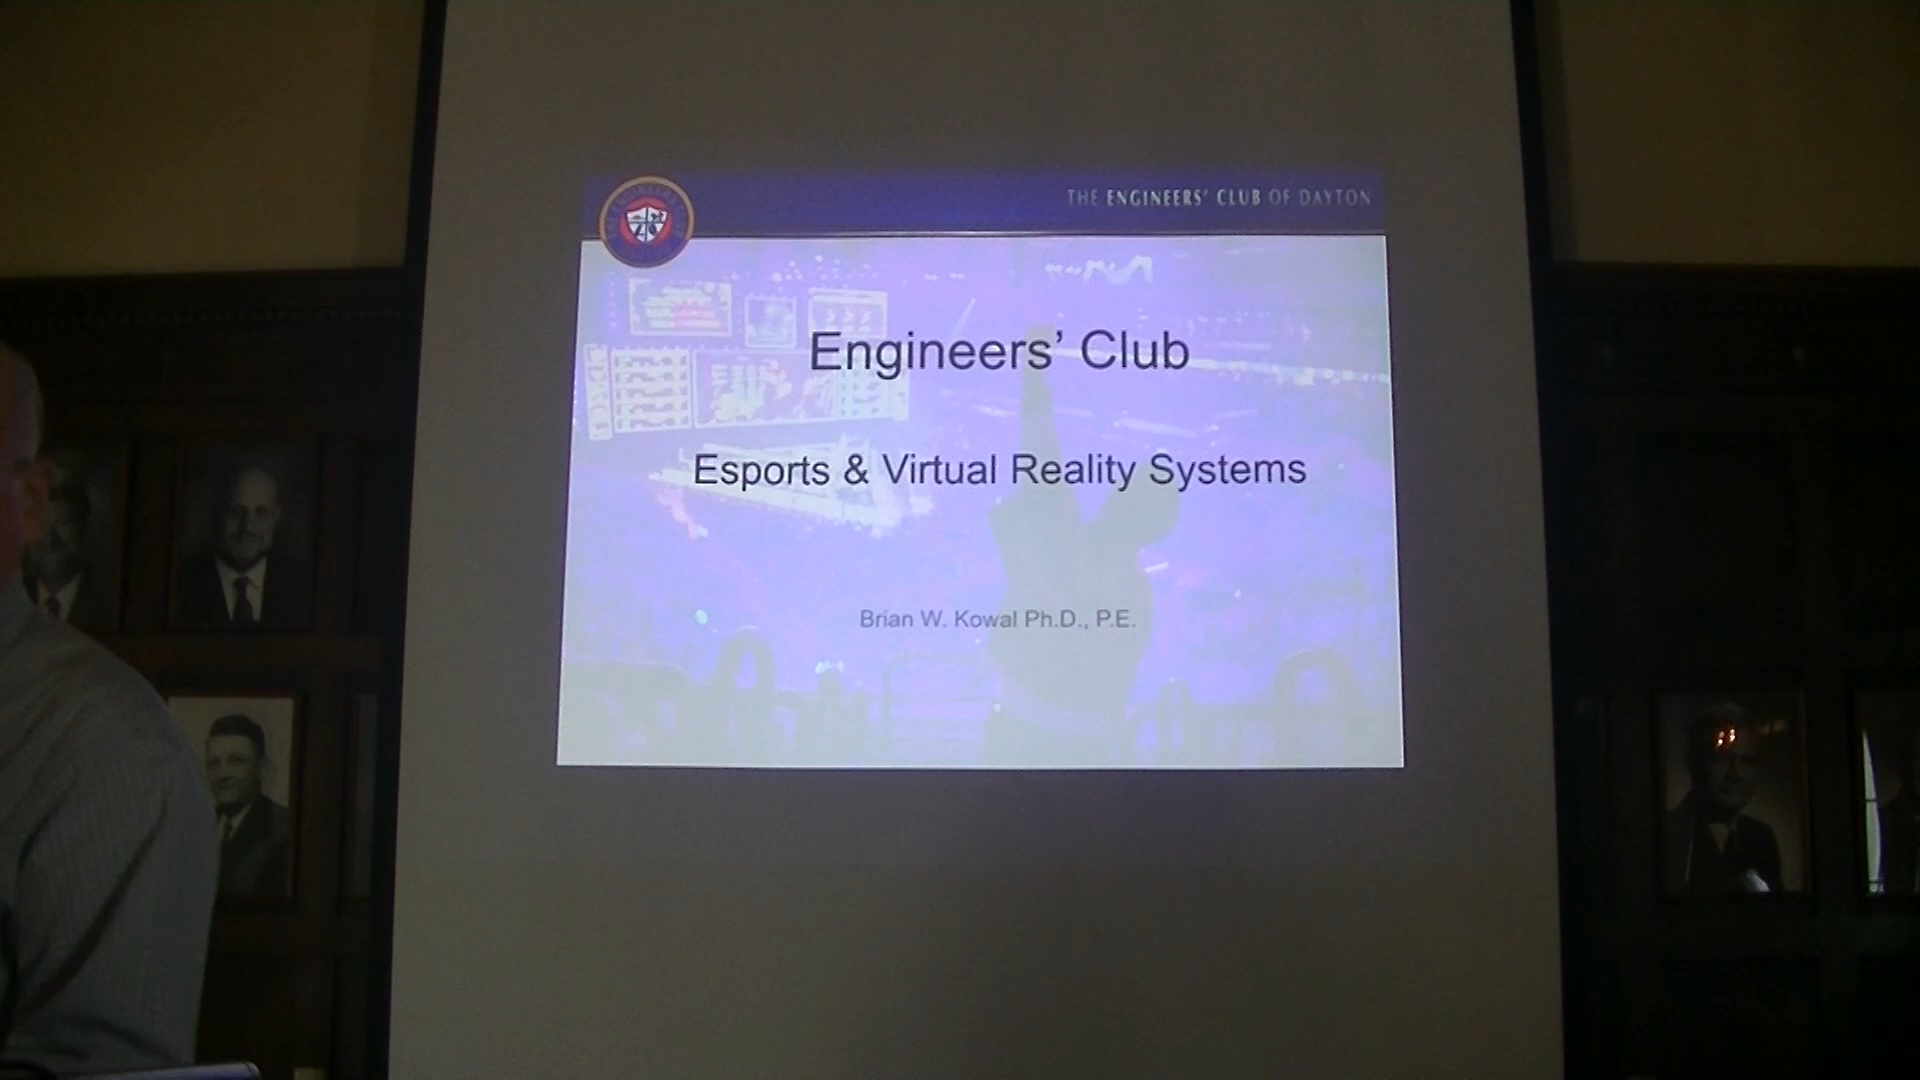 THE ENGINEERS' CLUB OF DAYTON
Engineers’ Club
Esports & Virtual Reality Systems
Brian W. Kowal Ph.D., P.E.